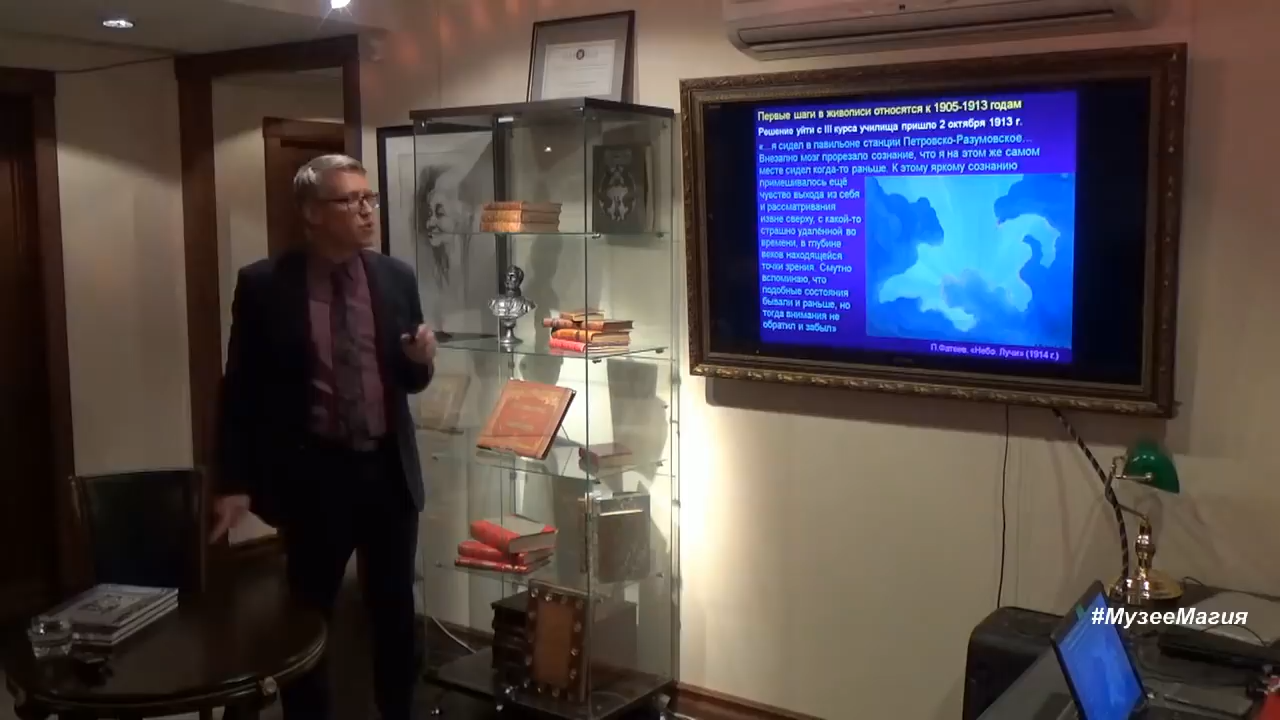 Первые шаги в живописи относятся к 1905-1913 годам
Решение уйти с III курса училища пришло 2 октября 1913 г.
«...я сидел в павильоне станции Петровско-Разумовское...
Внезапно мозг прорезало сознание, что я на этом же самом
месте сидел когда-то раньше. К этому яркому сознанию
примешивалось ещё
чувство выхода из себя
и рассматривания
извне сверху, с какой-то
страшно удалённой во
времени, в глубине
веков находящейся
точки зрения. Смутно
вспоминаю, что
подобные состояния
бывали и раньше, но
тогда внимания не
обратил и забыл»
П.Фатеев. «Небо. Лучи» (1914 г.)
#МузееМагия